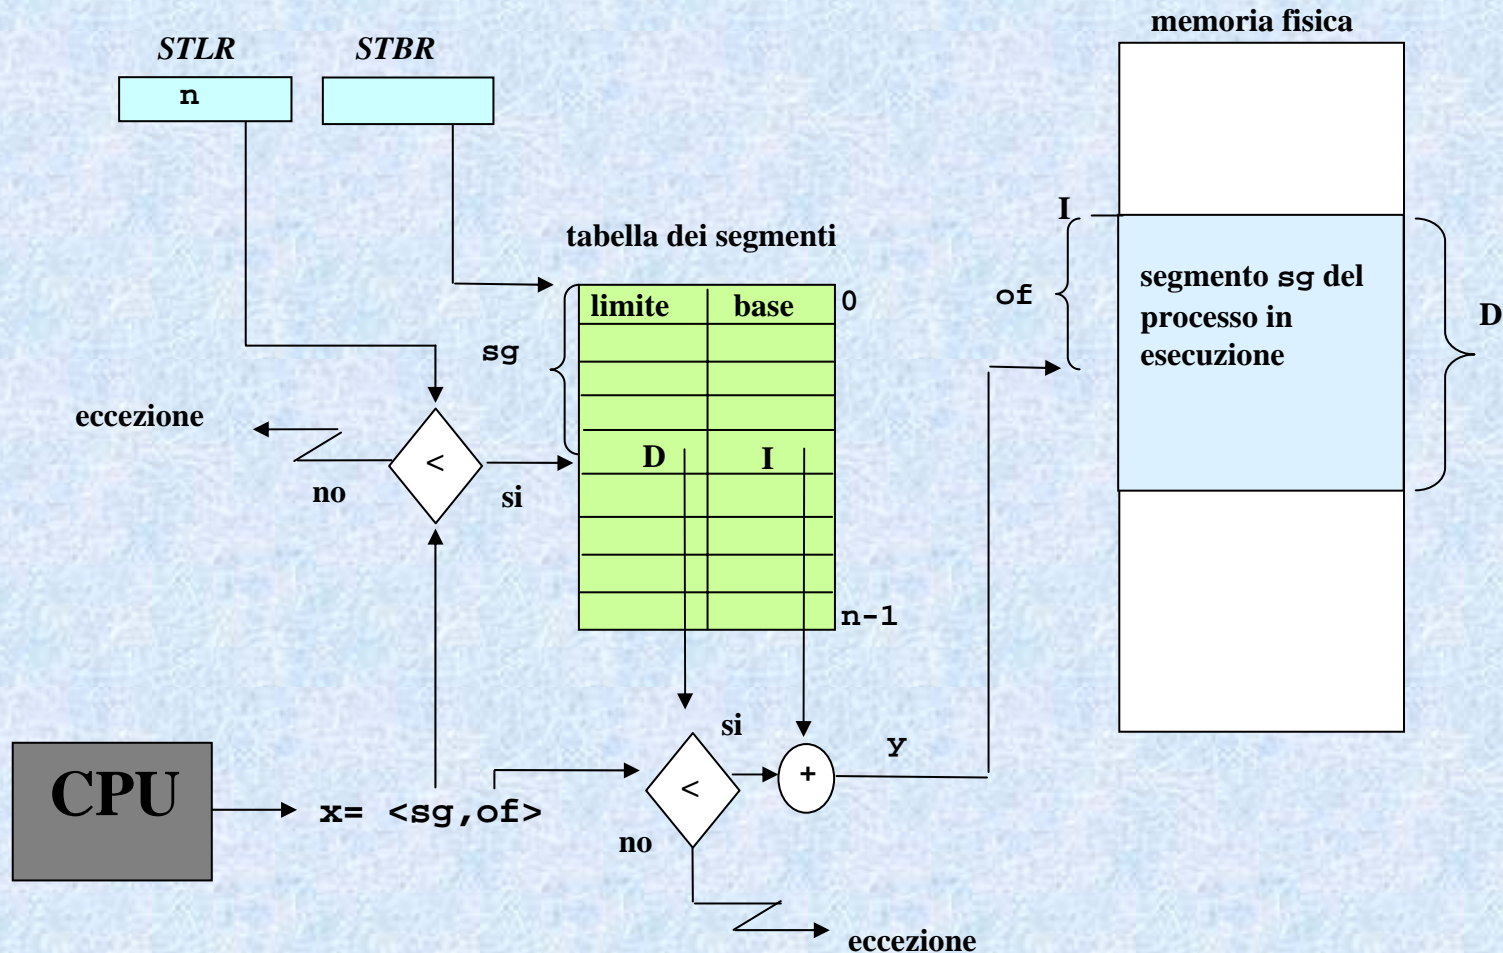 memoria fisica
STLR
STBR
n
tabella dei segmenti
I
limite
base
0
of
segmento sg del
processo in
esecuzione
D
sg
eccezione
<
no
si
D
I
n-1
si
y
CPU
x= <sg,of>
<
+
no
eccezione